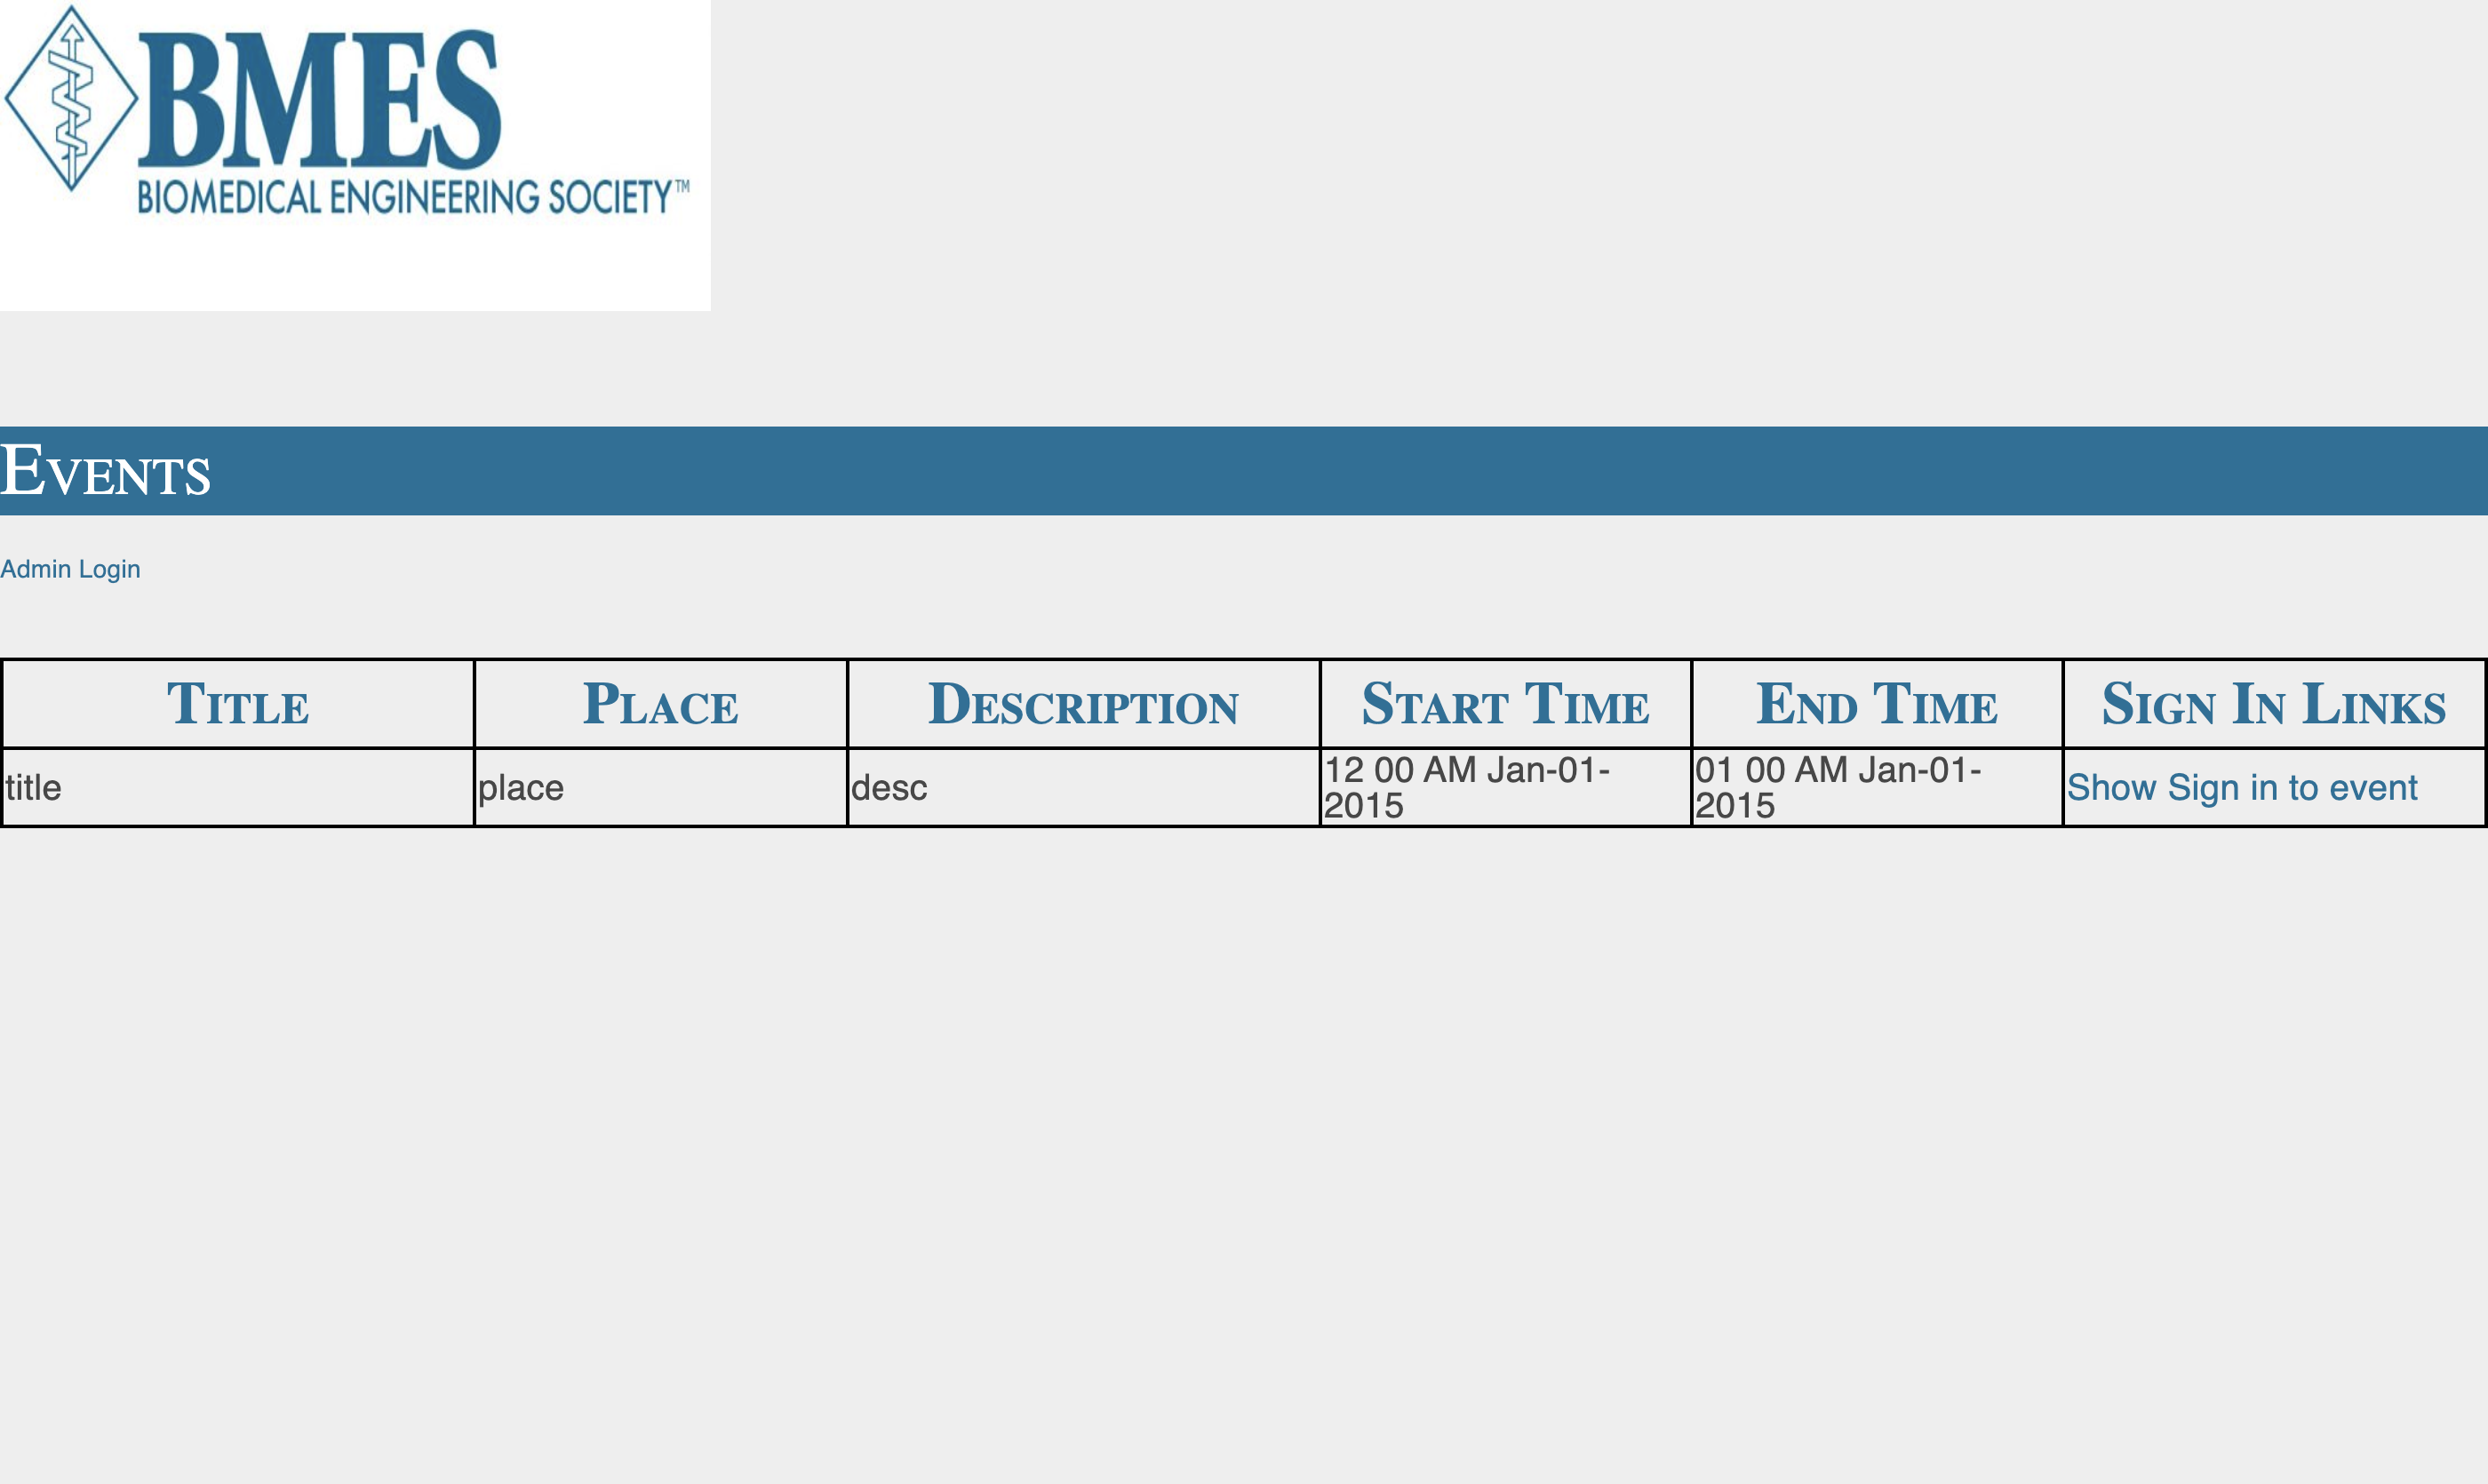 BMES
BIOMEDICAL ENGINEERING SOCIETY™
Events
Admin Login
Title Place Description Start Time End Time Sign In Links
title place desc 12 00 AM Jan-01-2015 01 00 AM Jan-01-2015 Show Sign in to event